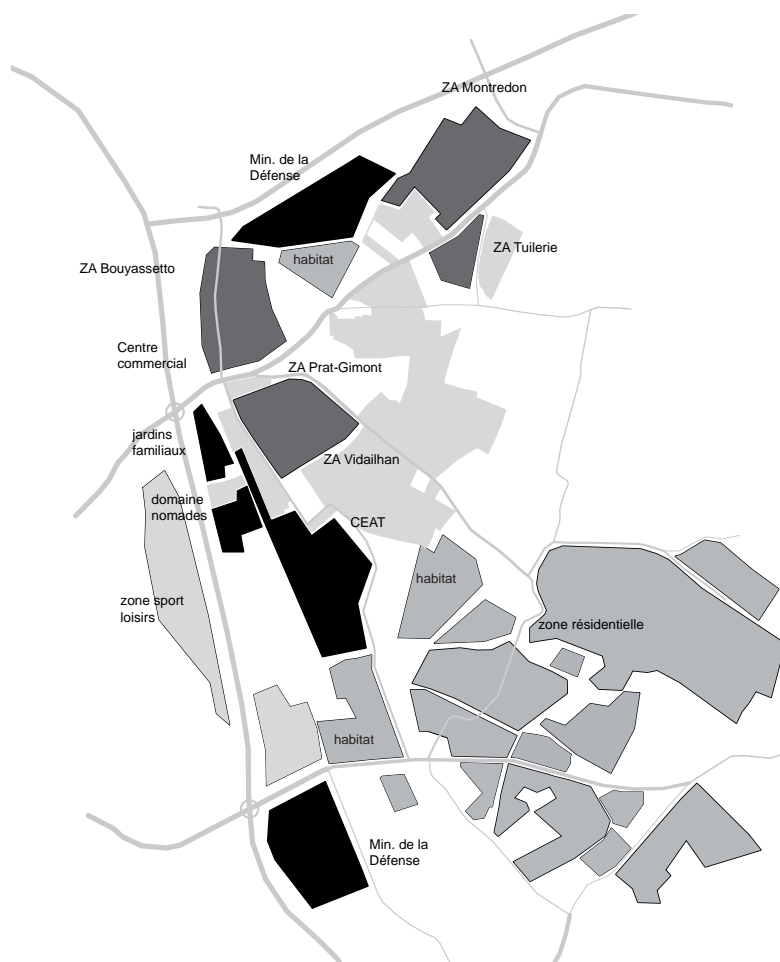 ZA Montredon
Min. de la
Défense
ZA Tuilerie
habitat
ZA Bouyassetto
Centre
commercial
ZA Prat-Gimont
jardins
familiaux
ZA Vidailhan
domaine
nomades
CEAT
habitat
zone sport
loisirs
zone résidentielle
habitat
Min. de la
Défense